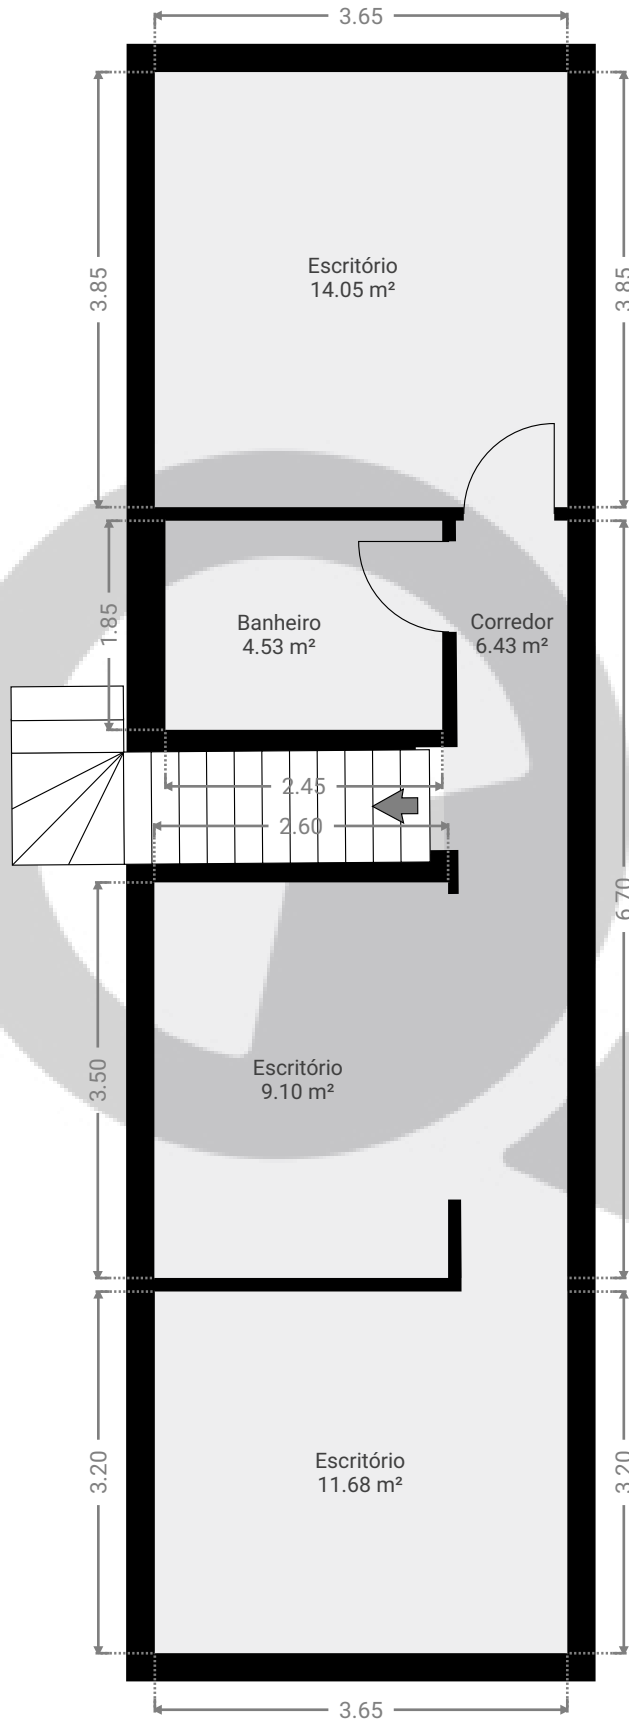 3.65
3.85
3.85
Escritório
14.05 m²
1.85
Banheiro
4.53 m²
Corredor
6.43 m²
2.45
2.60
6.70
3.50
Escritório
9.10 m²
3.20
3.20
Escritório
11.68 m²
3.65